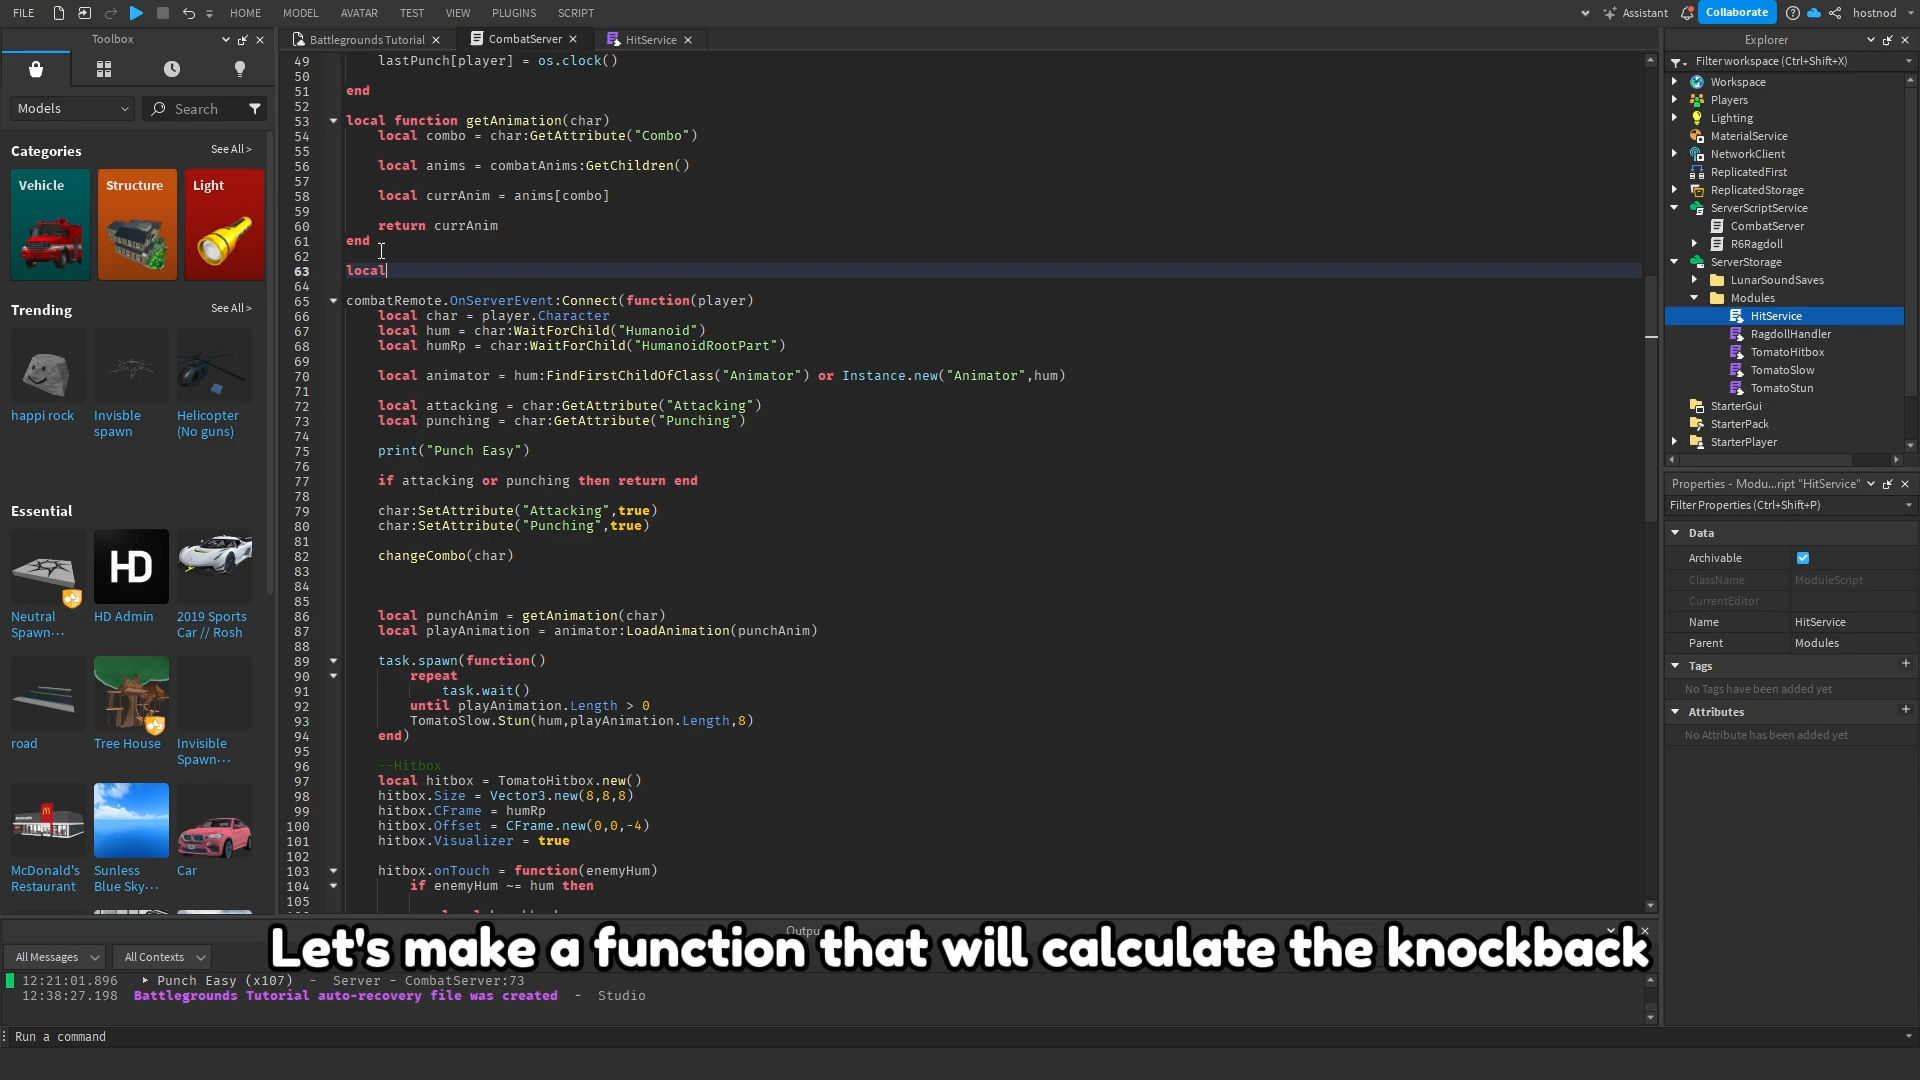 FILE HOME MODEL AVATAR TEST VIEW PLUGINS SCRIPT Assistant Collaborate hostnod
Toolbox
Models
Search
Categories
See All >
Vehicle Structure Light
Trending
See All >
happi rock
Invisble spawn
Helicopter (No guns)
Essential
See All >
HD
Neutral Spawn...
HD Admin
2019 Sports Car // Rosh
road
Tree House
Invisible Spawn...
McDonald's Restaurant
Sunless Blue Sky...
Car
Battlegrounds Tutorial CombatServer HitService
49 lastPunch[player] = os.clock()
50
51 end
52
53 local function getAnimation(char)
54 local combo = char:GetAttribute("Combo")
55
56 local anims = combatAnims:GetChildren()
57
58 local currAnim = anims[combo]
59
60 return currAnim
61 end
62
63 local
64
65 combatRemote.OnServerEvent:Connect(function(player)
66 local char = player.Character
67 local hum = char:WaitForChild("Humanoid")
68 local humRp = char:WaitForChild("HumanoidRootPart")
69
70 local animator = hum:FindFirstChildOfClass("Animator") or Instance.new("Animator",hum)
71
72 local attacking = char:GetAttribute("Attacking")
73 local punching = char:GetAttribute("Punching")
74
75 print("Punch Easy")
76
77 if attacking or punching then return end
78
79 char:SetAttribute("Attacking",true)
80 char:SetAttribute("Punching",true)
81
82 changeCombo(char)
83
84
85
86 local punchAnim = getAnimation(char)
87 local playAnimation = animator:LoadAnimation(punchAnim)
88
89 task.spawn(function()
90 repeat
91 task.wait()
92 until playAnimation.Length > 0
93 TomatoSlow.Stun(hum,playAnimation.Length,8)
94 end)
95
96 --Hitbox
97 local hitbox = TomatoHitbox.new()
98 hitbox.Size = Vector3.new(8,8,8)
99 hitbox.CFrame = humRp
100 hitbox.Offset = CFrame.new(0,0,-4)
101 hitbox.Visualizer = true
102
103 hitbox.onTouch = function(enemyHum)
104 if enemyHum ~= hum then
105
Let's make a function that will calculate the knockback
All Messages All Contexts
12:21:01.896 Punch Easy (x107) - Server - CombatServer:73
12:38:27.198 Battlegrounds Tutorial auto-recovery file was created - Studio
Run a command
Explorer
Filter workspace (Ctrl+Shift+X)
Workspace
Players
Lighting
MaterialService
NetworkClient
ReplicatedFirst
ReplicatedStorage
ServerScriptService
CombatServer
R6Ragdoll
ServerStorage
LunarSoundSaves
Modules
HitService
RagdollHandler
TomatoHitbox
TomatoSlow
TomatoStun
StarterGui
StarterPack
StarterPlayer
Properties - Modu...ript "HitService"
Filter Properties (Ctrl+Shift+P)
Data
Archivable
ClassName ModuleScript
CurrentEditor
Name HitService
Parent Modules
Tags
No Tags have been added yet
Attributes
No Attribute has been added yet